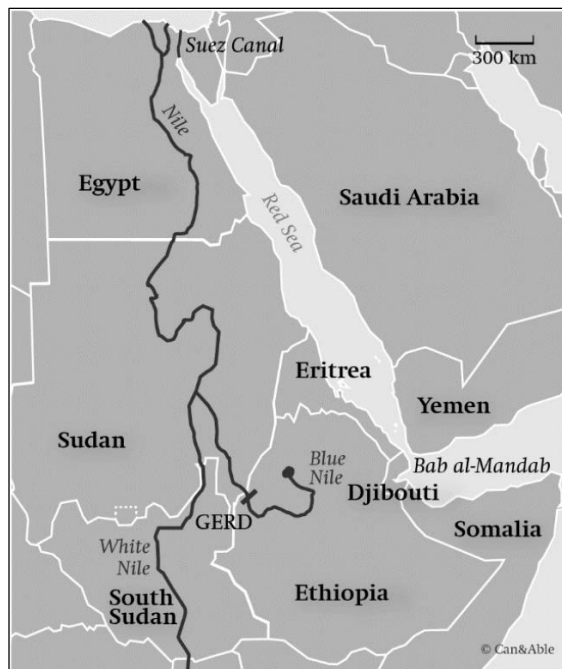 Suez Canal
300 km
Nile
Egypt
Saudi Arabia
Red Sea
Eritrea
Yemen
Sudan
Blue
Nile
Bab al-Mandab
Djibouti
GERD
Somalia
White
Nile
South
Sudan
Ethiopia
© Can&Able